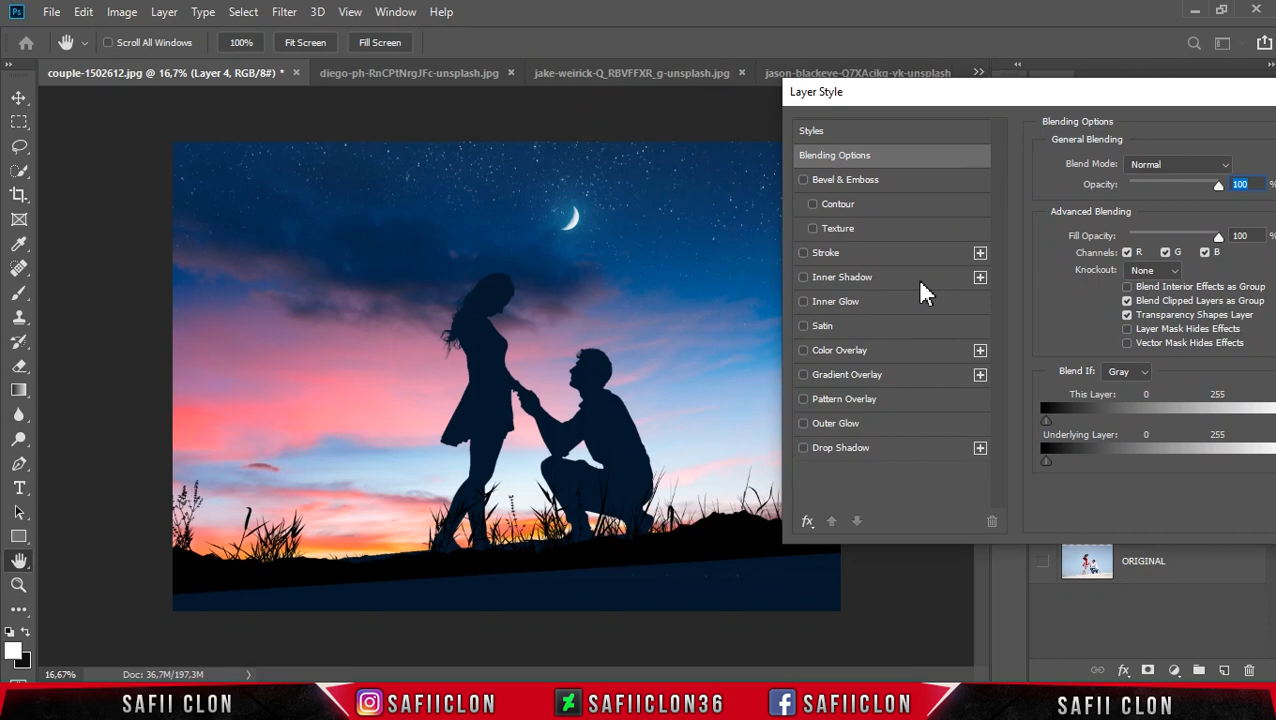 Ps File Edit Image Layer Type Select Filter 3D View Window Help
Scroll All Windows 100% Fit Screen Fill Screen
couple-1502612.jpg @ 16,7% (Layer 4, RGB/8#) * × diego-ph-RnCPtNrgJFc-unsplash.jpg × jake-weirick-Q_RBVFFXR_g-unsplash.jpg × jason-blackeye-Q7XAcikg-yk-unsplash
Layer Style
Styles
Blending Options
Bevel & Emboss
Contour
Texture
Stroke
Inner Shadow
Inner Glow
Satin
Color Overlay
Gradient Overlay
Pattern Overlay
Outer Glow
Drop Shadow
fx
Blending Options
General Blending
Blend Mode: Normal
Opacity: 100 %
Advanced Blending
Fill Opacity: 100 %
Channels: R G B
Knockout: None
Blend Interior Effects as Group
Blend Clipped Layers as Group
Transparency Shapes Layer
Layer Mask Hides Effects
Vector Mask Hides Effects
Blend If: Gray
This Layer: 0 255
Underlying Layer: 0 255
ORIGINAL
16,67% Doc: 36,7M/197,3M
fx
SAFII CLON SAFIICLON SAFIICLON36 SAFIICLON SAFII CLON